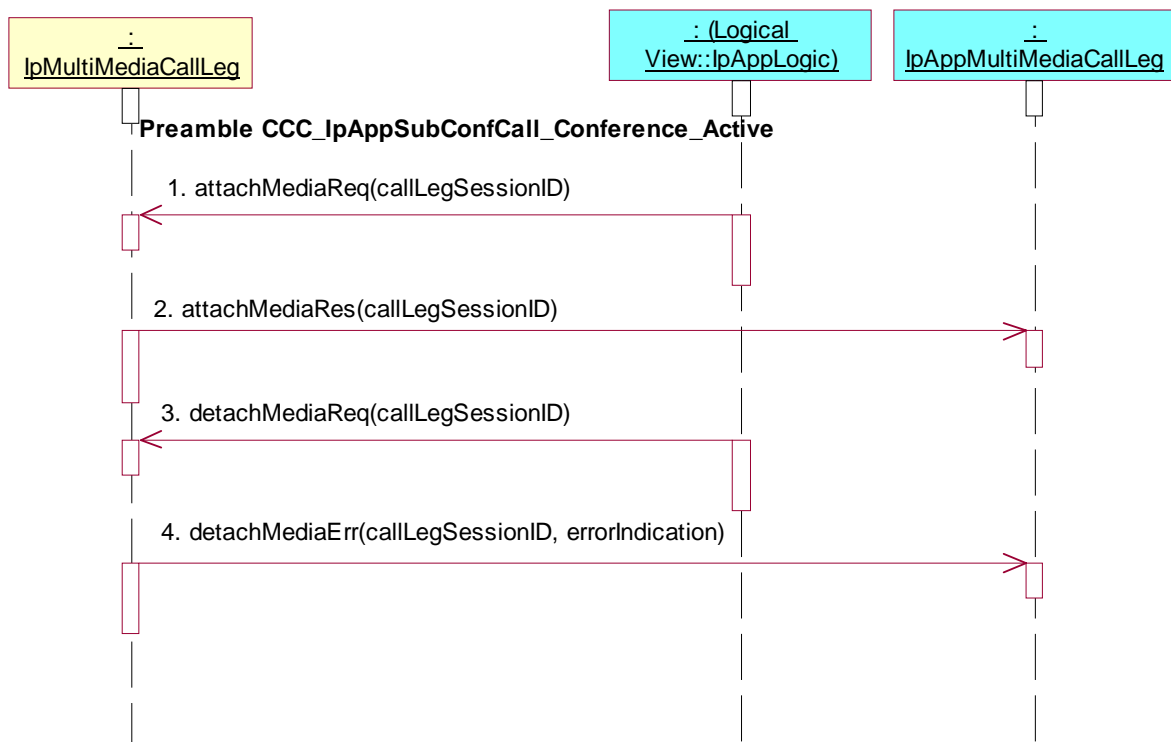 :
IpMultiMediaCallLeg
: (Logical
View::IpAppLogic)
:
IpAppMultiMediaCallLeg
Preamble CCC_IpAppSubConfCall_Conference_Active
1. attachMediaReq(callLegSessionID)
2. attachMediaRes(callLegSessionID)
3. detachMediaReq(callLegSessionID)
4. detachMediaErr(callLegSessionID, errorIndication)